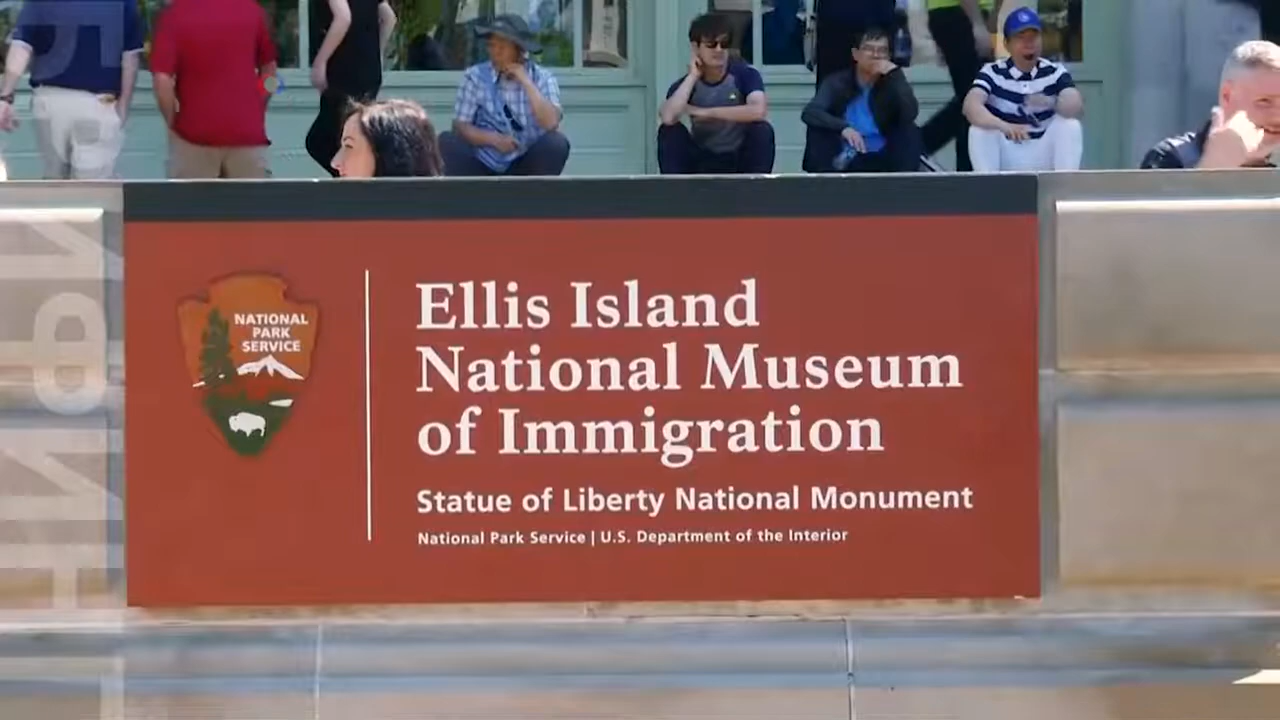 NATIONAL
PARK
SERVICE
Ellis Island
National Museum
of Immigration
Statue of Liberty National Monument
National Park Service | U.S. Department of the Interior